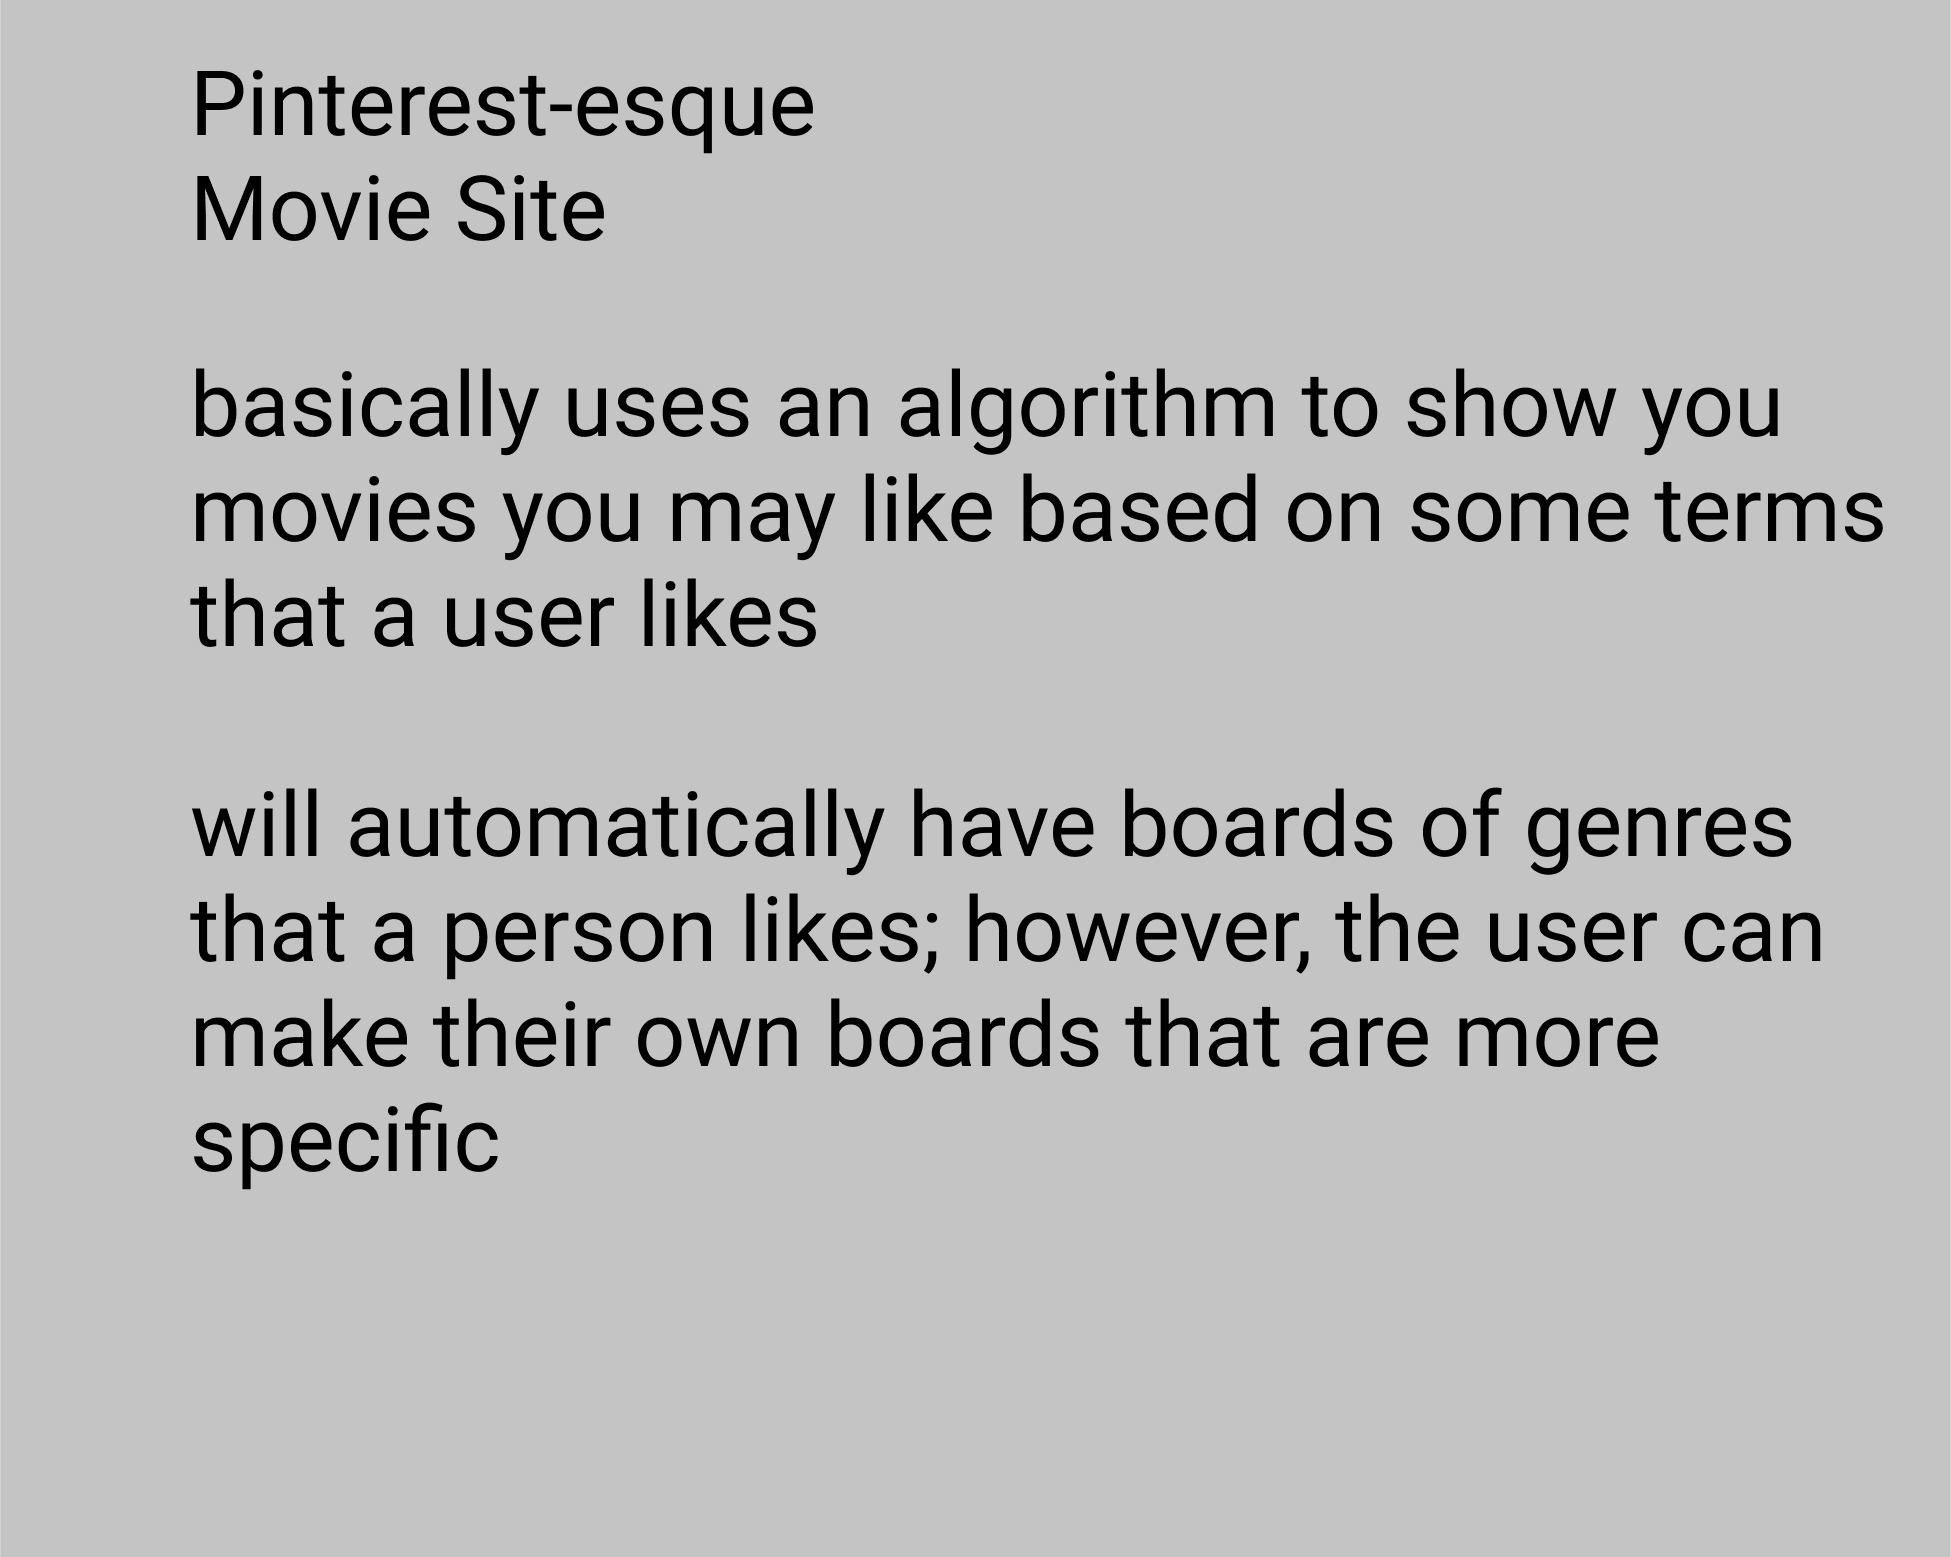 Pinterest-esque
Movie Site
basically uses an algorithm to show you
movies you may like based on some terms
that a user likes
will automatically have boards of genres
that a person likes; however, the user can
make their own boards that are more
specific